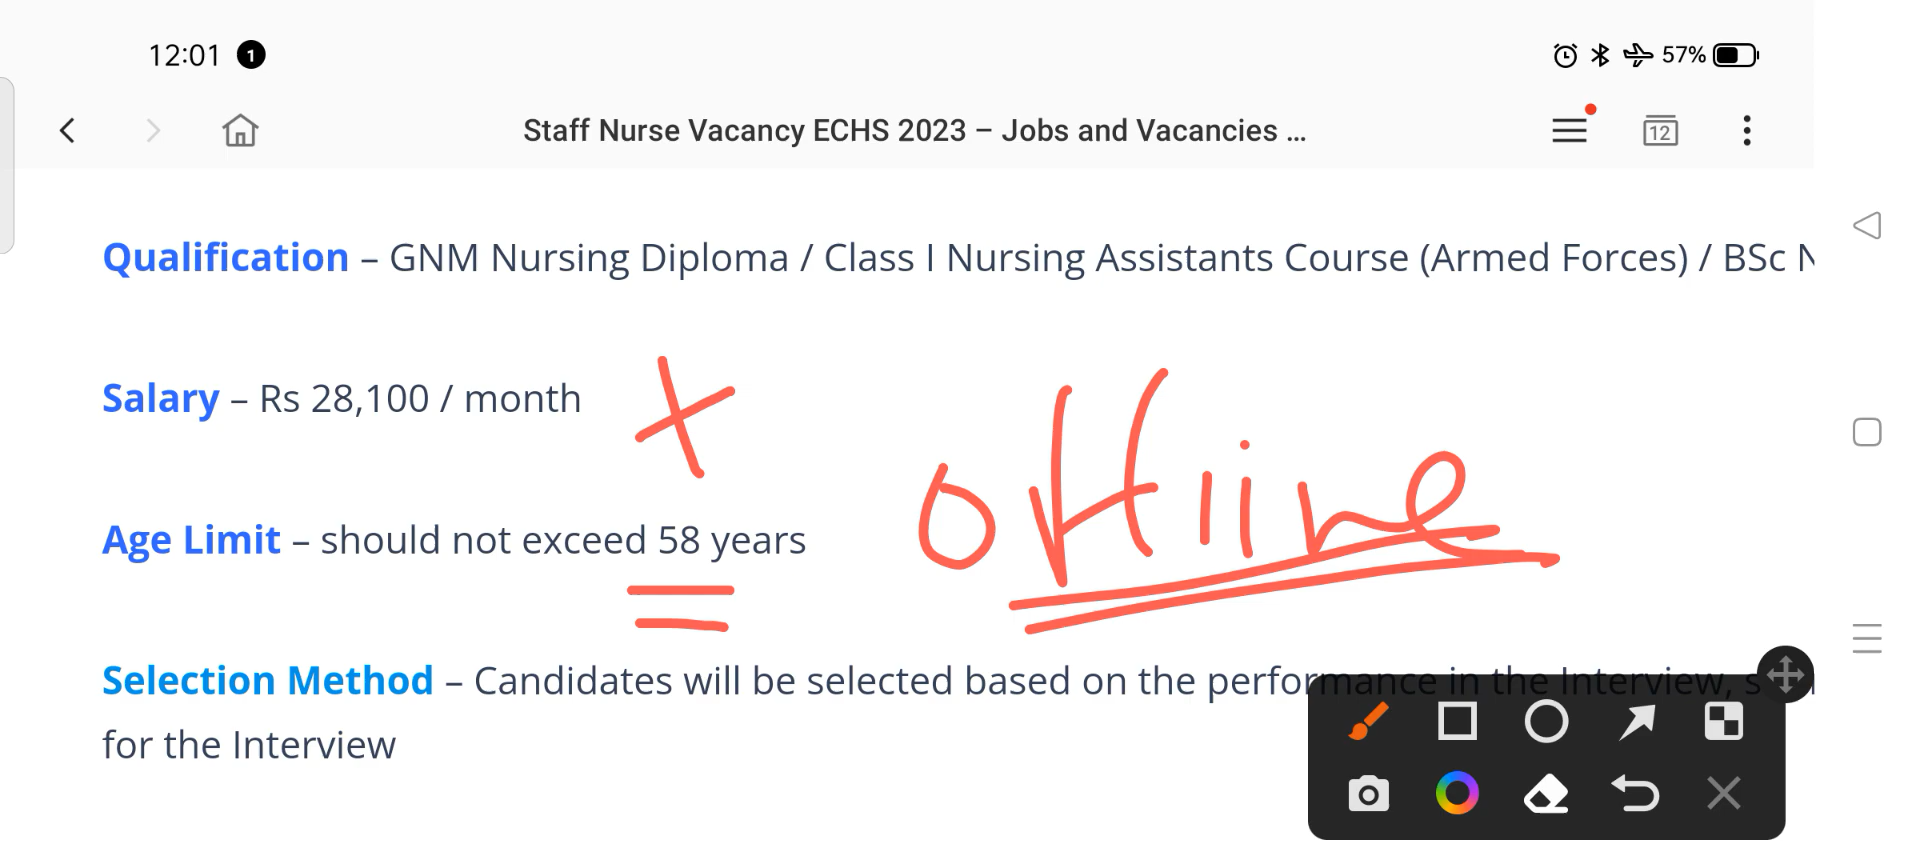 12:01 1 57%
Staff Nurse Vacancy ECHS 2023 – Jobs and Vacancies ...
12
Qualification – GNM Nursing Diploma / Class I Nursing Assistants Course (Armed Forces) / BSc N
Salary – Rs 28,100 / month
+
offline
Age Limit – should not exceed 58 years
Selection Method – Candidates will be selected based on the performance in the Interview,
for the Interview